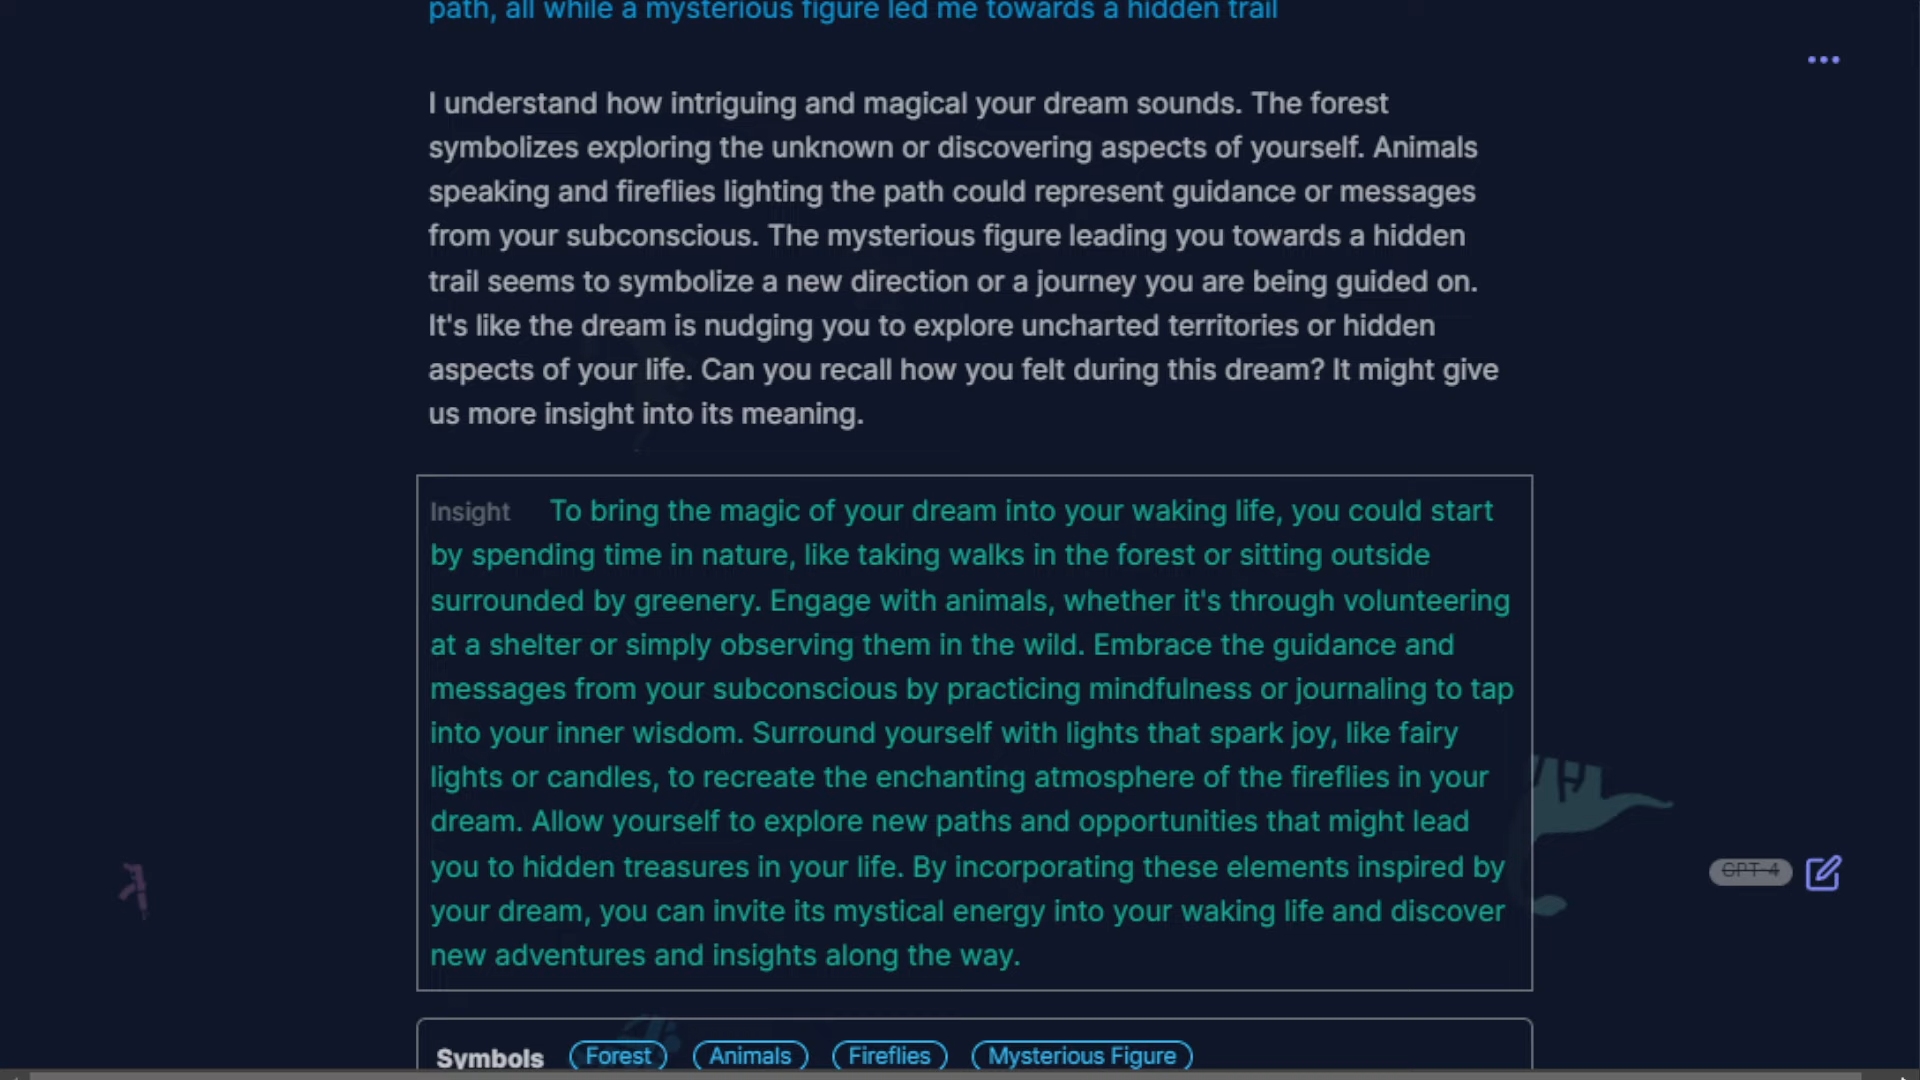 path, all while a mysterious figure led me towards a hidden trail
I understand how intriguing and magical your dream sounds. The forest
symbolizes exploring the unknown or discovering aspects of yourself. Animals
speaking and fireflies lighting the path could represent guidance or messages
from your subconscious. The mysterious figure leading you towards a hidden
trail seems to symbolize a new direction or a journey you are being guided on.
It's like the dream is nudging you to explore uncharted territories or hidden
aspects of your life. Can you recall how you felt during this dream? It might give
us more insight into its meaning.
Insight To bring the magic of your dream into your waking life, you could start
by spending time in nature, like taking walks in the forest or sitting outside
surrounded by greenery. Engage with animals, whether it's through volunteering
at a shelter or simply observing them in the wild. Embrace the guidance and
messages from your subconscious by practicing mindfulness or journaling to tap
into your inner wisdom. Surround yourself with lights that spark joy, like fairy
lights or candles, to recreate the enchanting atmosphere of the fireflies in your
dream. Allow yourself to explore new paths and opportunities that might lead
you to hidden treasures in your life. By incorporating these elements inspired by
your dream, you can invite its mystical energy into your waking life and discover
new adventures and insights along the way.
GPT-4
Symbols Forest Animals Fireflies Mysterious Figure